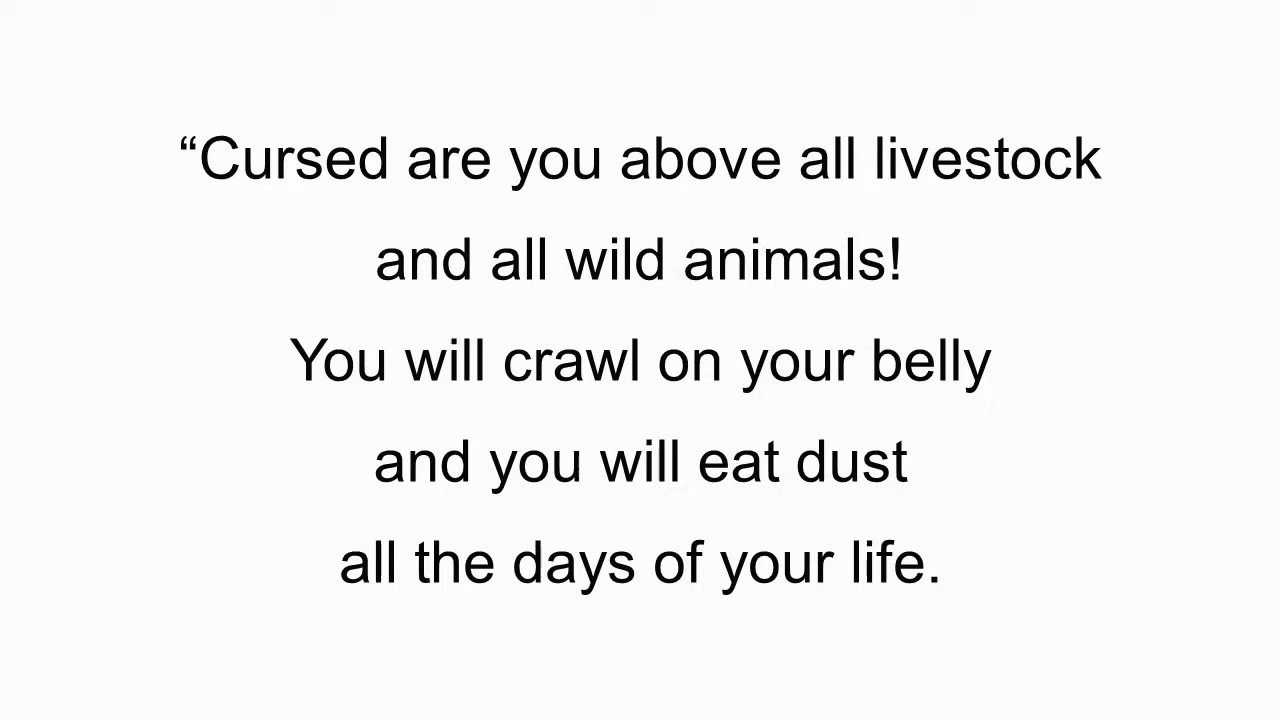 “Cursed are you above all livestock
and all wild animals!
You will crawl on your belly
and you will eat dust
all the days of your life.